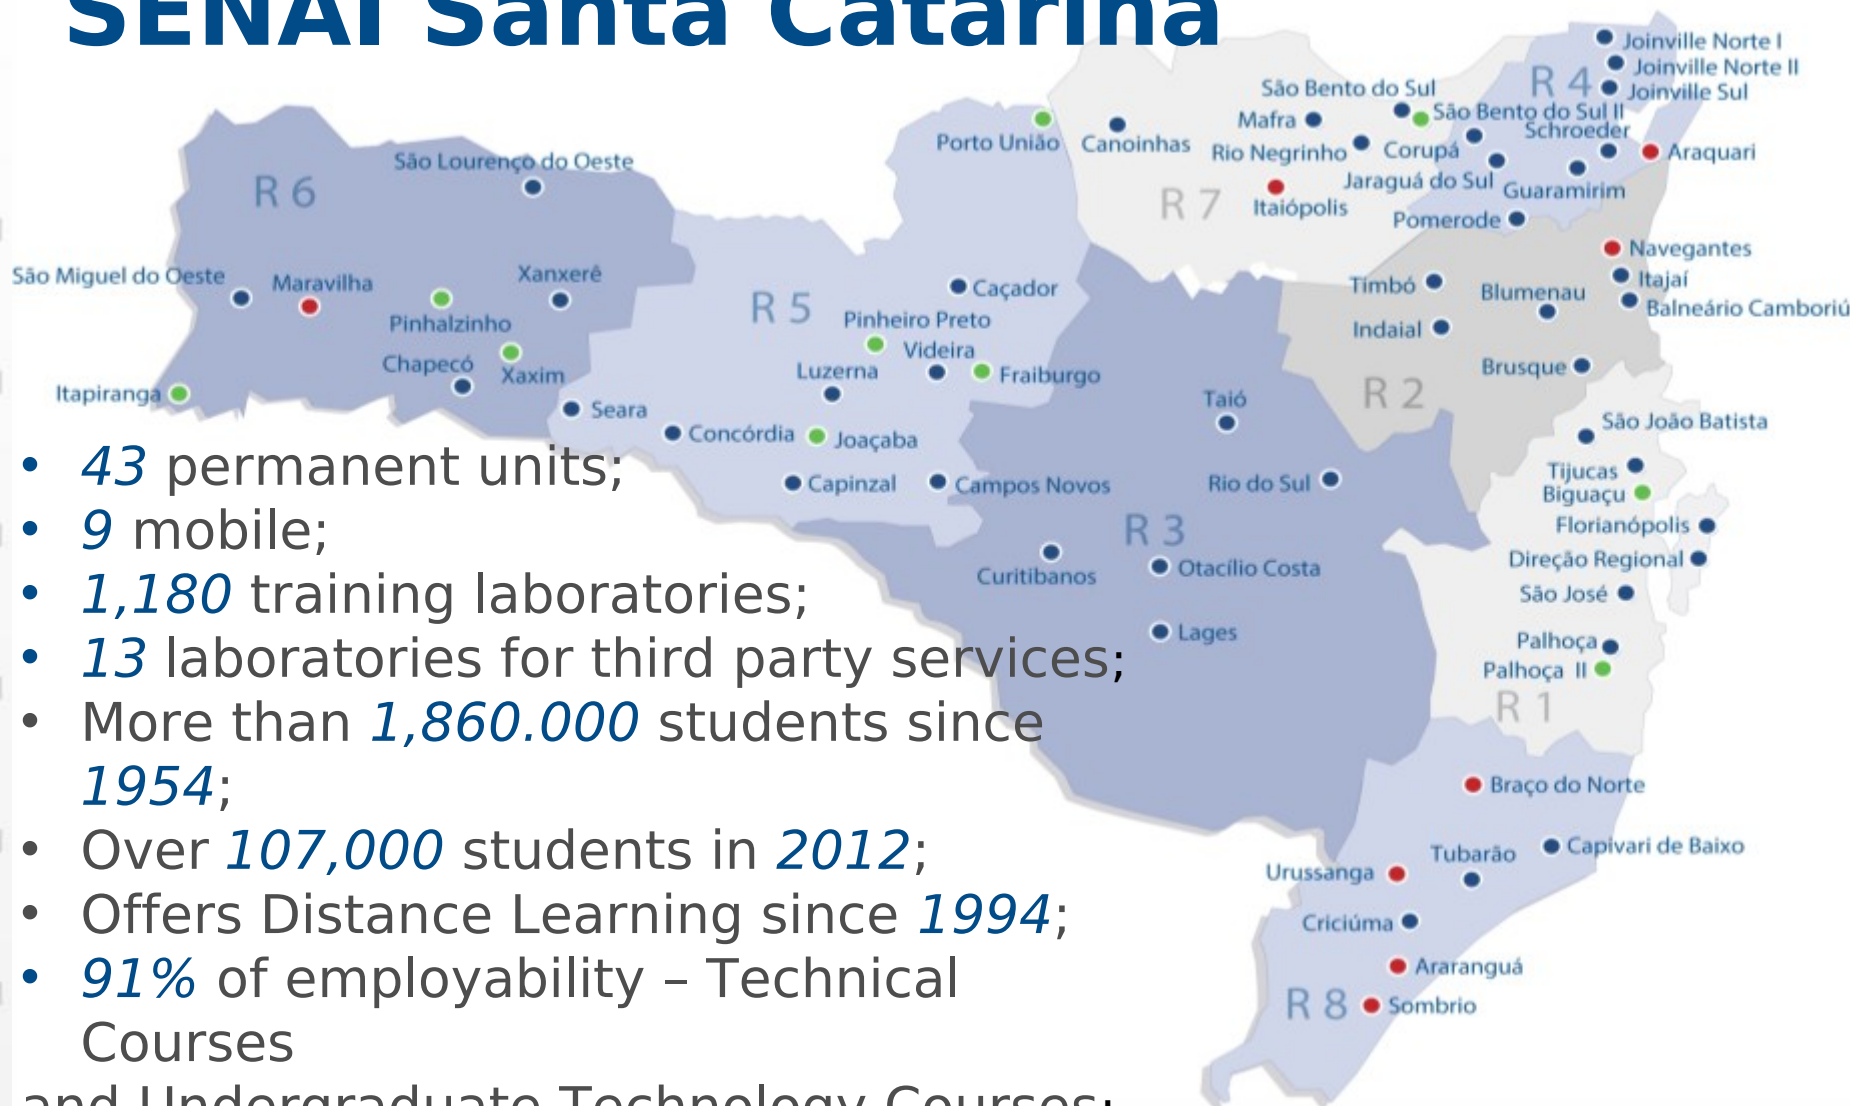 SENAI Santa Catarina
Joinville Norte I
Joinville Norte II
R 4
Joinville Sul
São Bento do Sul
São Bento do Sul II
Mafra
Schroeder
Porto União
Canoinhas
Rio Negrinho
Corupá
Araquari
Jaraguá do Sul
Guaramirim
R 7
Itaiópolis
Pomerode
São Lourenço do Oeste
R 6
Navegantes
São Miguel do Oeste
Maravilha
Xanxerê
Caçador
Timbó
Blumenau
Itajaí
Balneário Camboriú
R 5
Pinheiro Preto
Pinhalzinho
Indaial
Videira
Chapecó
Xaxim
Luzerna
Fraiburgo
Brusque
R 2
Itapiranga
Seara
Taió
São João Batista
Concórdia
Joaçaba
Tijucas
Capinzal
Campos Novos
Rio do Sul
Biguaçu
Florianópolis
R 3
Direção Regional
Curitibanos
Otacílio Costa
São José
Lages
Palhoça
Palhoça II
R 1
Braço do Norte
Tubarão
Capivari de Baixo
Urussanga
Criciúma
Araranguá
R 8
Sombrio
• 43 permanent units;
• 9 mobile;
• 1,180 training laboratories;
• 13 laboratories for third party services;
• More than 1,860.000 students since
1954;
• Over 107,000 students in 2012;
• Offers Distance Learning since 1994;
• 91% of employability – Technical
Courses
and Undergraduate Technology Courses;